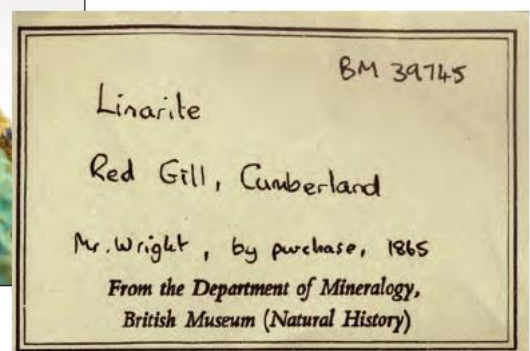 BM 39745
Linarite
Red Gill, Cumberland
Mr. Wright, by purchase, 1865
From the Department of Mineralogy,
British Museum (Natural History)